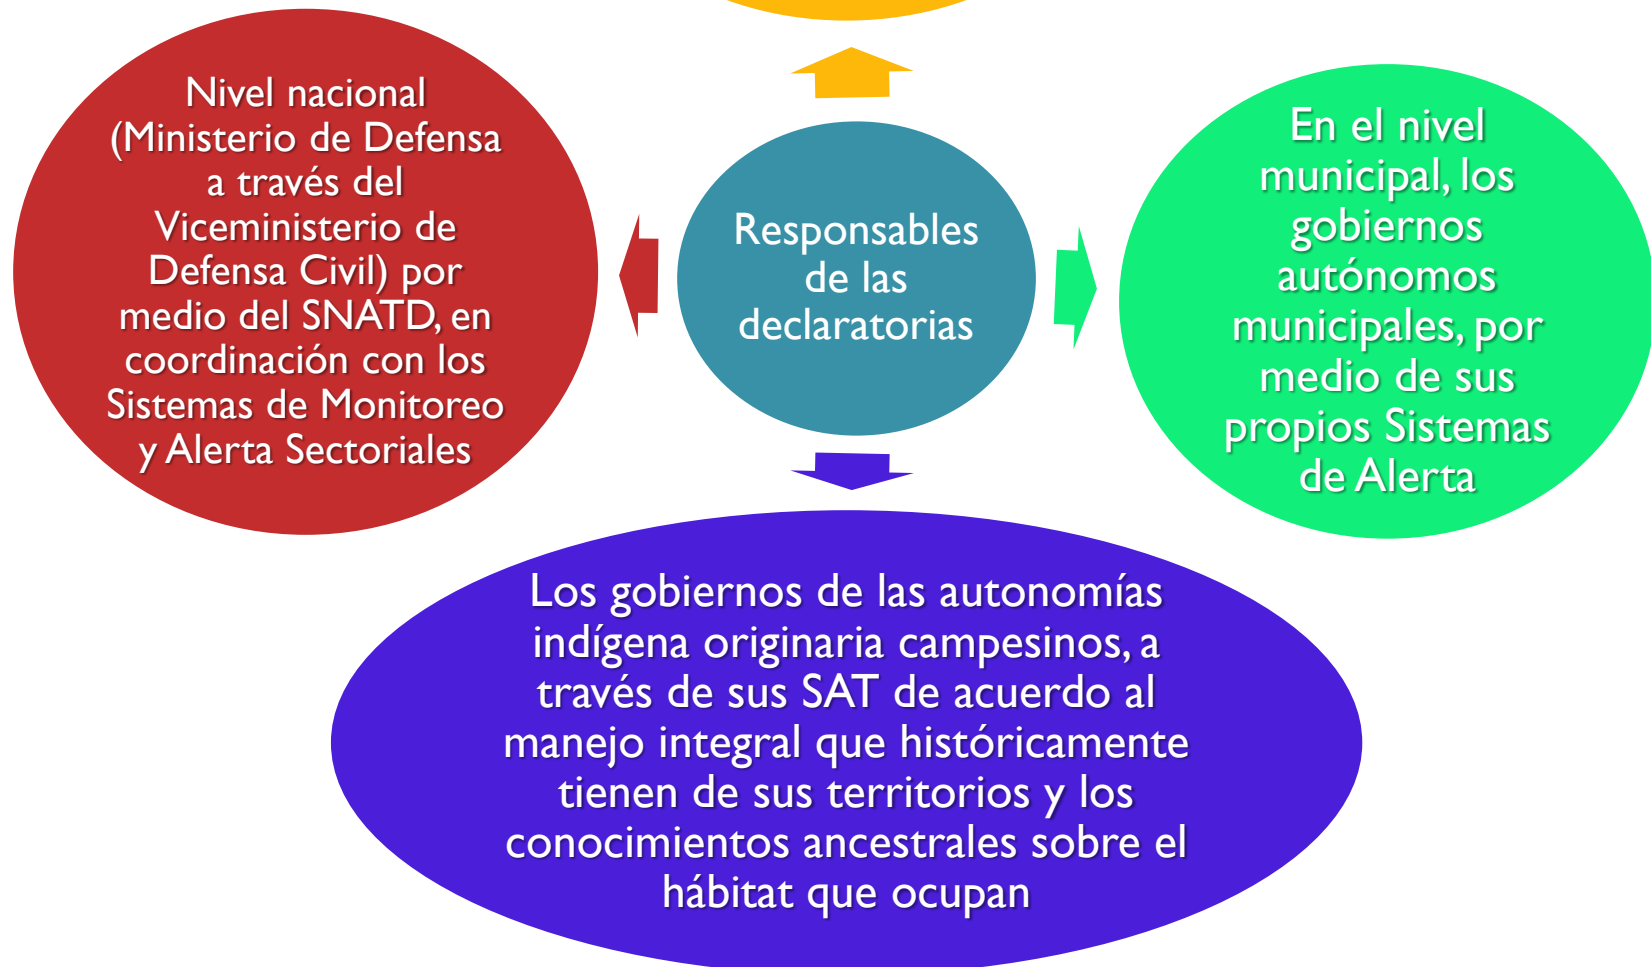 Nivel nacional
(Ministerio de Defensa
a través del
Viceministerio de
Defensa Civil) por
medio del SNATD, en
coordinación con los
Sistemas de Monitoreo
y Alerta Sectoriales
Responsables
de las
declaratorias
En el nivel
municipal, los
gobiernos
autónomos
municipales, por
medio de sus
propios Sistemas
de Alerta
Los gobiernos de las autonomías
indígena originaria campesinos, a
través de sus SAT de acuerdo al
manejo integral que históricamente
tienen de sus territorios y los
conocimientos ancestrales sobre el
hábitat que ocupan